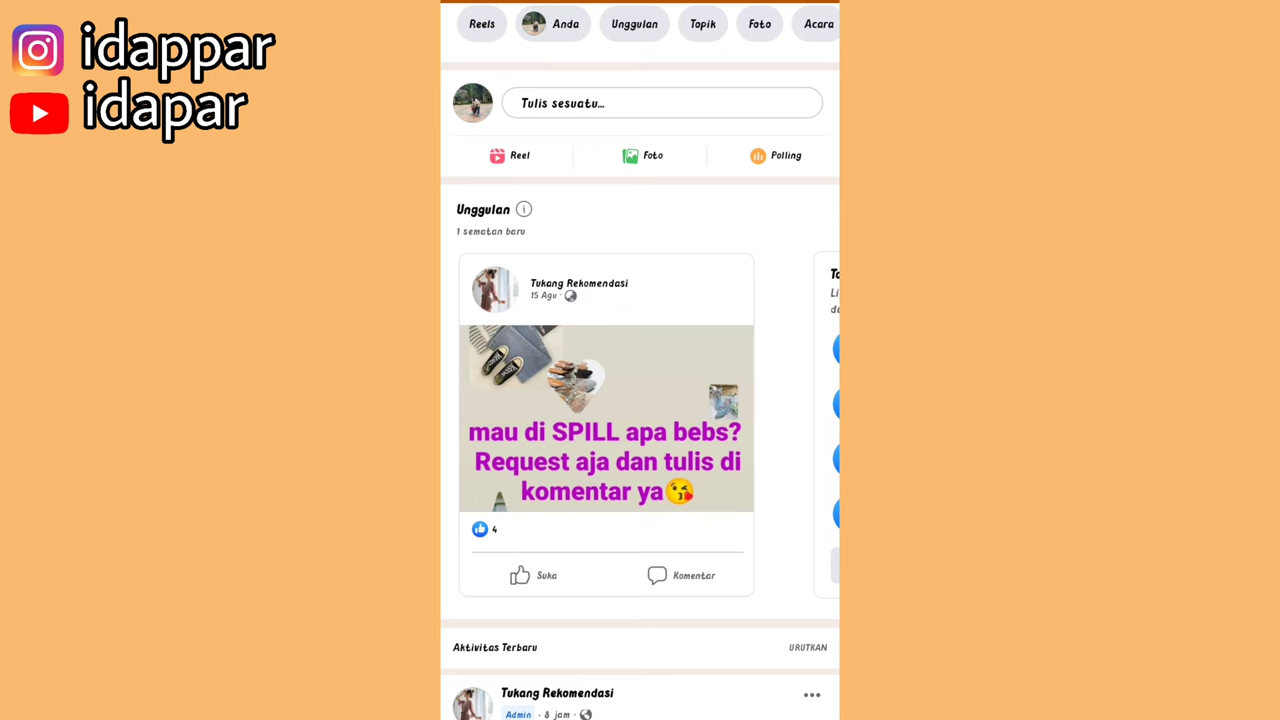 idappar
idapar
Reels Anda Unggulan Topik Foto Acara
Tulis sesuatu...
Reel Foto Polling
Unggulan
1 sematan baru
Tukang Rekomendasi
15 Agu ·
mau di SPILL apa bebs?
Request aja dan tulis di
komentar ya😘
4
Suka Komentar
Aktivitas Terbaru URUTKAN
Tukang Rekomendasi
Admin · 8 jam ·